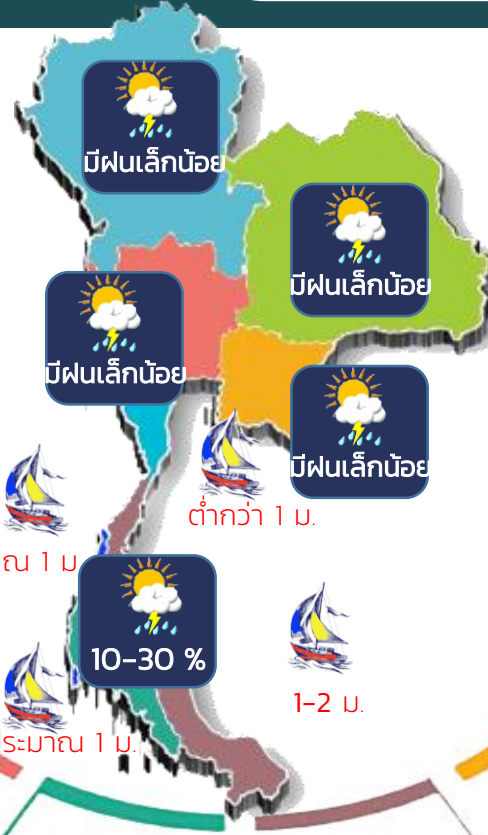 มีฝนเล็กน้อย
มีฝนเล็กน้อย
มีฝนเล็กน้อย
มีฝนเล็กน้อย
ต่ำกว่า 1 ม.
ณ 1 ม
10-30 %
1-2 ม.
ระมาณ 1 ม.